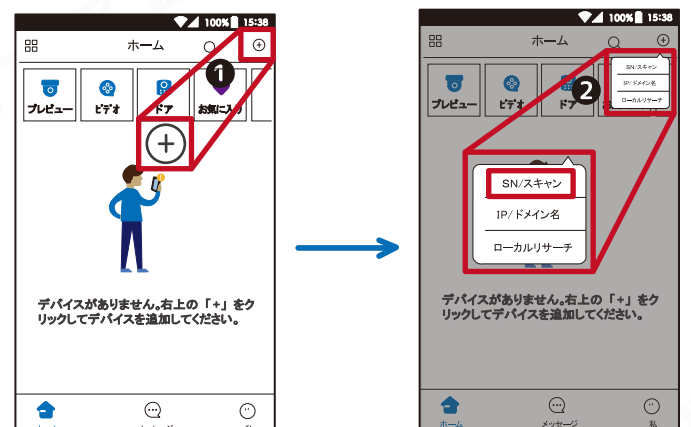 100% 15:38
ホーム
1
プレビュー
ビデオ
ドア
お気に入り
デバイスがありません。右上の「+」をク
リックしてデバイスを追加してください。
100% 15:38
ホーム
SN/スキャン
IP/ドメイン名
ローカルリサーチ
2
プレビュー
ビデオ
ドア
SN/スキャン
IP/ドメイン名
ローカルリサーチ
デバイスがありません。右上の「+」をク
リックしてデバイスを追加してください。
ホーム
メッセージ
私